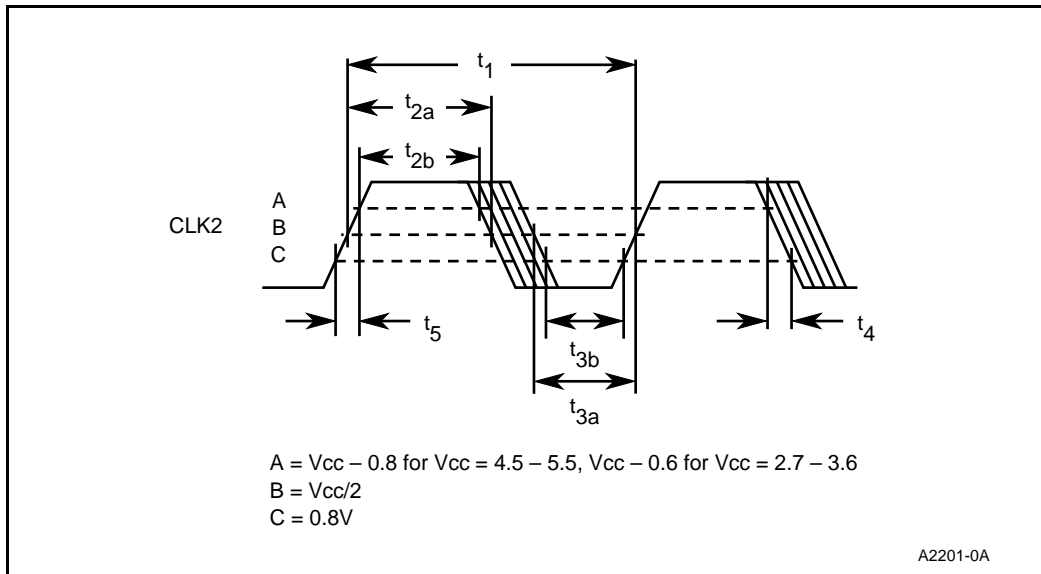 t1
t2a
t2b
A
CLK2 B
C
t5
t4
t3b
t3a
A = Vcc – 0.8 for Vcc = 4.5 – 5.5, Vcc – 0.6 for Vcc = 2.7 – 3.6
B = Vcc/2
C = 0.8V
A2201-0A